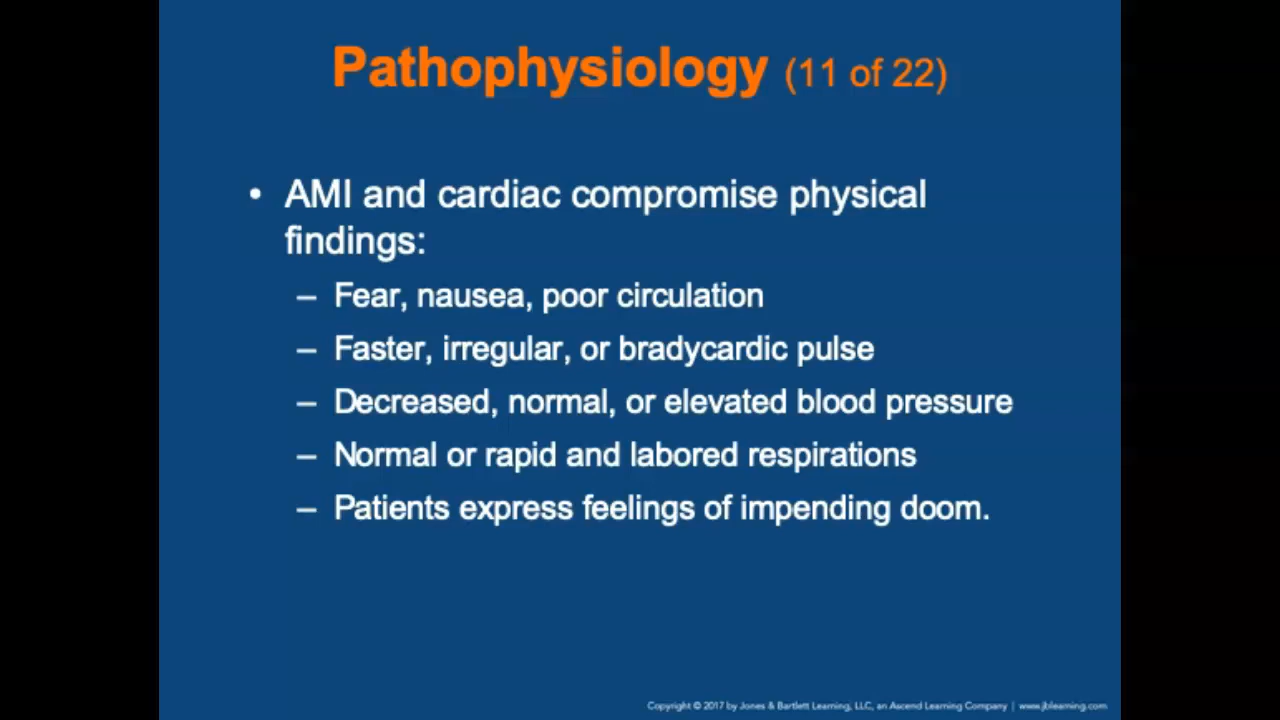 Pathophysiology (11 of 22)
• AMI and cardiac compromise physical
findings:
– Fear, nausea, poor circulation
– Faster, irregular, or bradycardic pulse
– Decreased, normal, or elevated blood pressure
– Normal or rapid and labored respirations
– Patients express feelings of impending doom.
Copyright © 2017 by Jones & Bartlett Learning, LLC, an Ascend Learning Company | www.jblearning.com